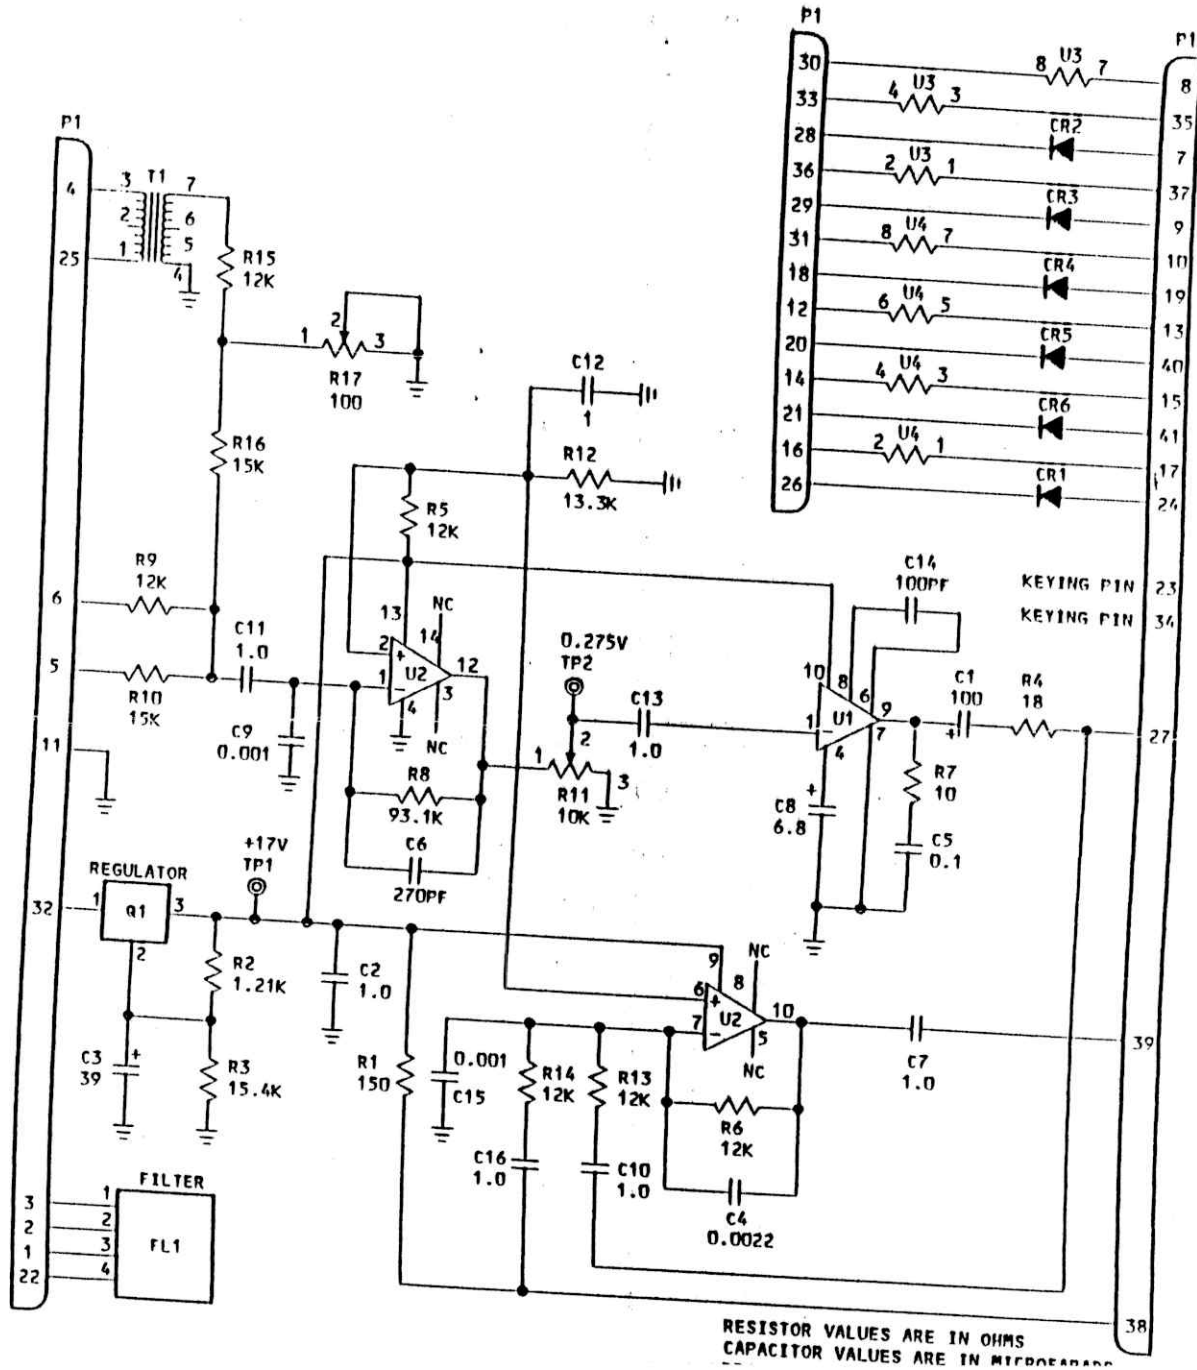 P1
P1
30
8 U3 7
8
33
4 U3 3
35
28
CR2
7
36
2 U3 1
37
29
CR3
9
31
8 U4 7
10
18
CR4
19
12
6 U4 5
13
20
CR5
40
14
4 U4 3
15
21
CR6
41
16
2 U4 1
17
26
CR1
24
KEYING PIN 23
KEYING PIN 34
P1
4
3 T1 7
2
6
1
5
25
4
R15
12K
1
2
3
R17
100
C12
1
R16
15K
R12
13.3K
R5
12K
R9
12K
6
C11
1.0
5
R10
15K
13
NC
14
2
+
U2
12
1
-
3
4
NC
C9
0.001
11
0.275V
TP2
C13
1.0
1
2
3
R11
10K
R8
93.1K
C6
270PF
C14
100PF
10
8
6
9
1
-
U1
7
4
C1
100
+
R4
18
27
R7
10
+
C8
6.8
C5
0.1
+17V
TP1
REGULATOR
32
1
Q1
3
2
R2
1.21K
C2
1.0
C3
39
+
R3
15.4K
R1
150
9
NC
8
6
+
U2
10
7
-
5
NC
C7
1.0
39
0.001
C15
R14
12K
R13
12K
R6
12K
C16
1.0
C10
1.0
C4
0.0022
FILTER
3
1
2
2
1
3
22
4
FL1
38
RESISTOR VALUES ARE IN OHMS
CAPACITOR VALUES ARE IN MICROFARADS